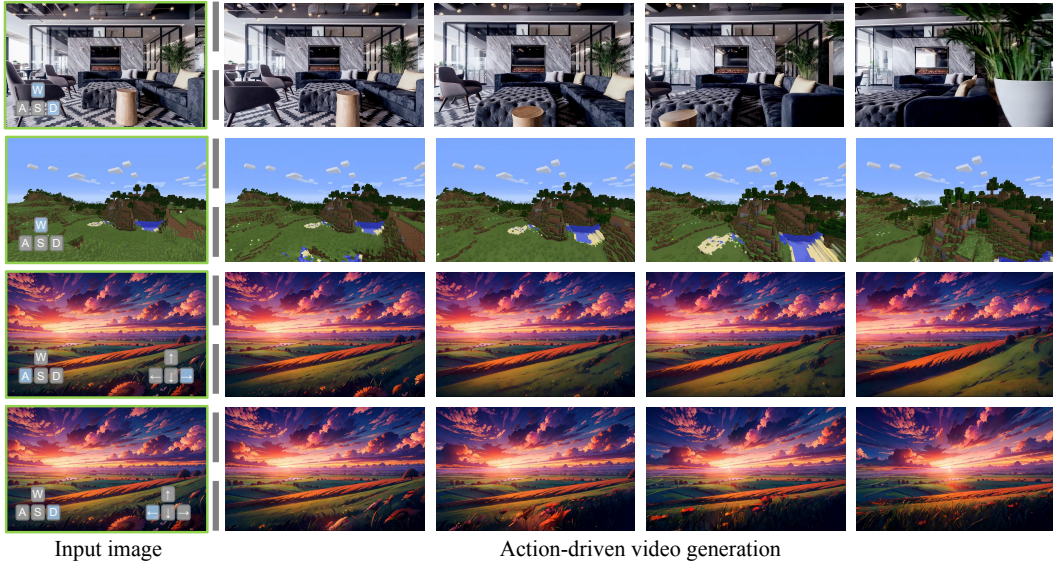 W
A S D
W
A S D
W ↑
A S D ← ↓ →
W ↑
A S D ← ↓ →
Input image Action-driven video generation